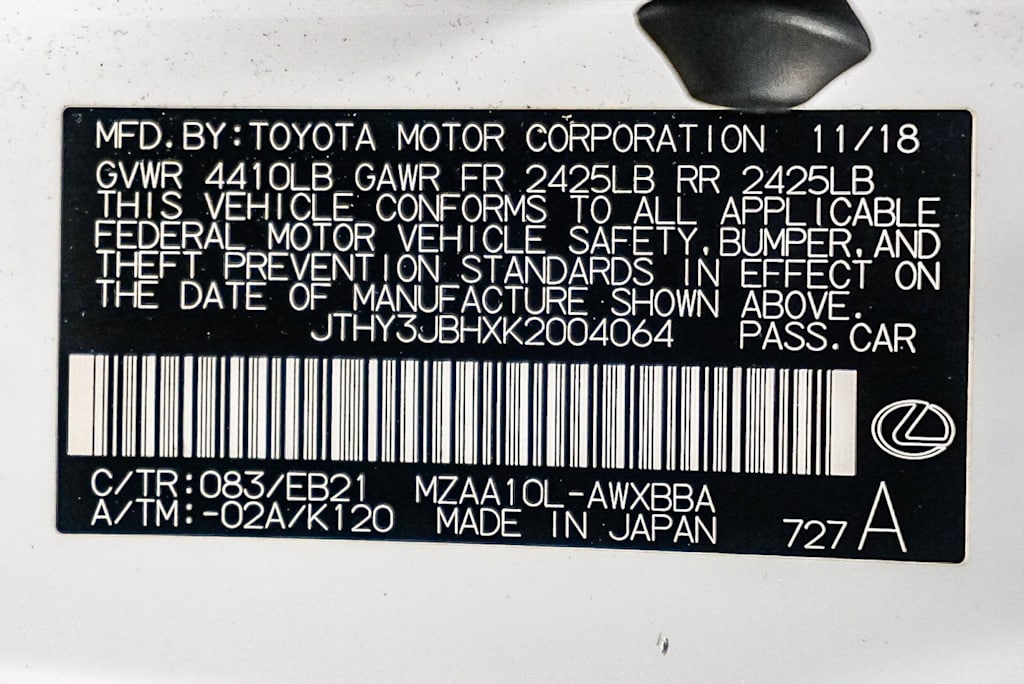 MFD.BY:TOYOTA MOTOR CORPORATION 11/18
GVWR 4410LB GAWR FR 2425LB RR 2425LB
THIS VEHICLE CONFORMS TO ALL APPLICABLE
FEDERAL MOTOR VEHICLE SAFETY,BUMPER,AND
THEFT PREVENTION STANDARDS IN EFFECT ON
THE DATE OF MANUFACTURE SHOWN ABOVE.
JTHY3JBHXK2004064 PASS.CAR
C/TR:083/EB21 MZAA10L-AWXBBA
A/TM:-02A/K120 MADE IN JAPAN 727 A